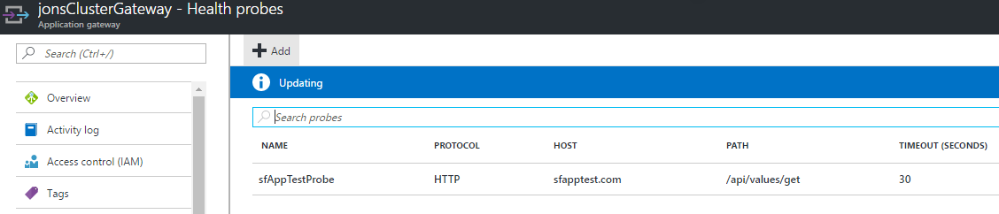 jonsClusterGateway - Health probes
Application gateway
Search (Ctrl+/)
Overview
Activity log
Access control (IAM)
Tags
Add
Updating
Search probes
NAME PROTOCOL HOST PATH TIMEOUT (SECONDS)
sfAppTestProbe HTTP sfapptest.com /api/values/get 30